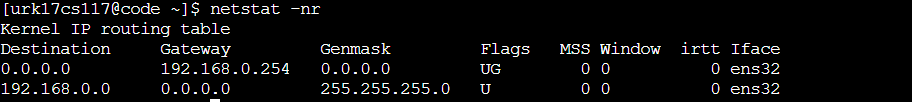 [urk17cs117@code ~]$ netstat -nr
Kernel IP routing table
Destination     Gateway         Genmask         Flags   MSS Window  irtt Iface
0.0.0.0         192.168.0.254   0.0.0.0         UG        0 0          0 ens32
192.168.0.0     0.0.0.0         255.255.255.0   U         0 0          0 ens32